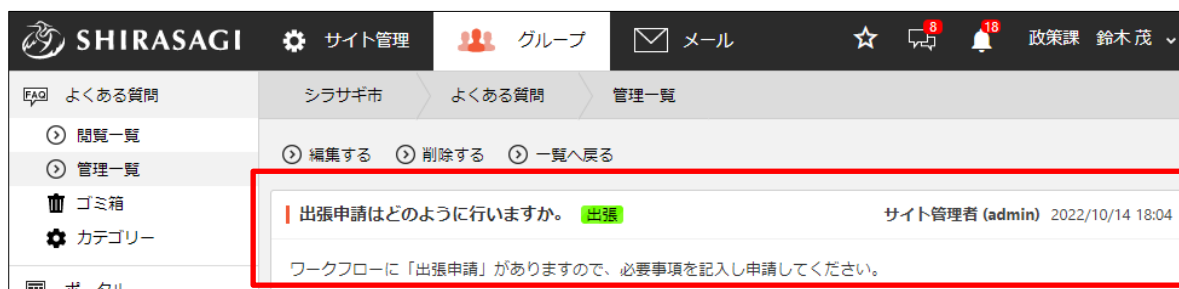 SHIRASAGI サイト管理 グループ メール 8 18 政策課 鈴木 茂
FAQ よくある質問
シラサギ市 よくある質問 管理一覧
閲覧一覧
管理一覧
ゴミ箱
カテゴリー
編集する 削除する 一覧へ戻る
出張申請はどのように行いますか。 出張 サイト管理者 (admin) 2022/10/14 18:04
ワークフローに「出張申請」がありますので、必要事項を記入し申請してください。